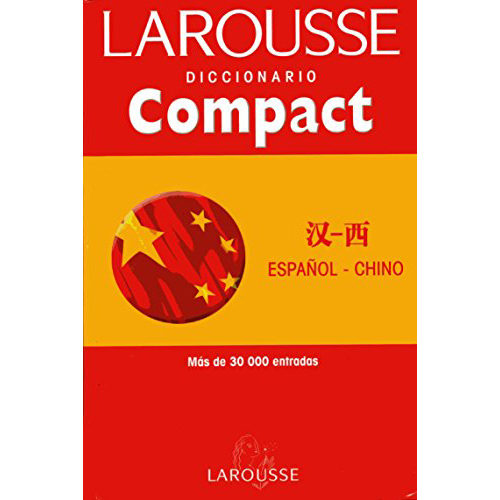 LAROUSSE
DICCIONARIO
Compact
汉-西
ESPAÑOL - CHINO
Más de 30 000 entradas
LAROUSSE